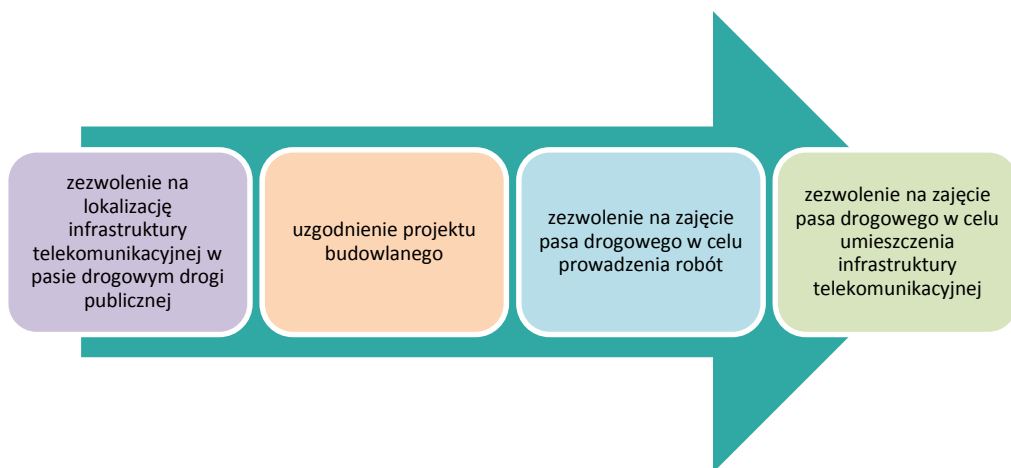 zezwolenie na
lokalizację
infrastruktury
telekomunikacyjnej w
pasie drogowym drogi
publicznej
uzgodnienie projektu
budowlanego
zezwolenie na zajęcie
pasa drogowego w celu
prowadzenia robót
zezwolenie na zajęcie
pasa drogowego w celu
umieszczenia
infrastruktury
telekomunikacyjnej